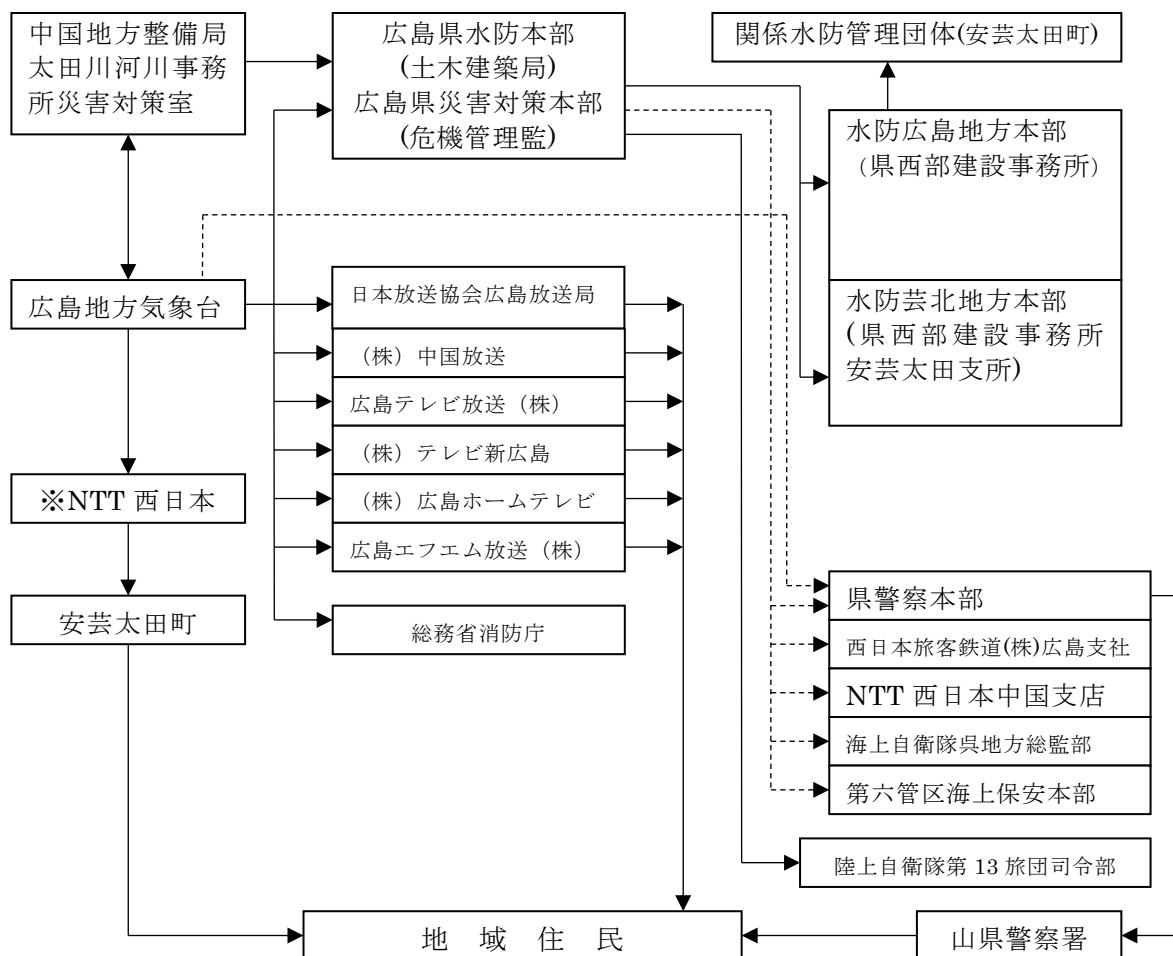 中国地方整備局
太田川河川事務
所災害対策室
広島県水防本部
(土木建築局)
広島県災害対策本部
(危機管理監)
関係水防管理団体(安芸太田町)
水防広島地方本部
（県西部建設事務所）
水防芸北地方本部
(県西部建設事務所
安芸太田支所)
広島地方気象台
日本放送協会広島放送局
（株）中国放送
広島テレビ放送（株）
（株）テレビ新広島
（株）広島ホームテレビ
広島エフエム放送（株）
総務省消防庁
※NTT 西日本
安芸太田町
県警察本部
西日本旅客鉄道(株)広島支社
NTT 西日本中国支店
海上自衛隊呉地方総監部
第六管区海上保安本部
陸上自衛隊第 13 旅団司令部
地　域　住　民
山県警察署